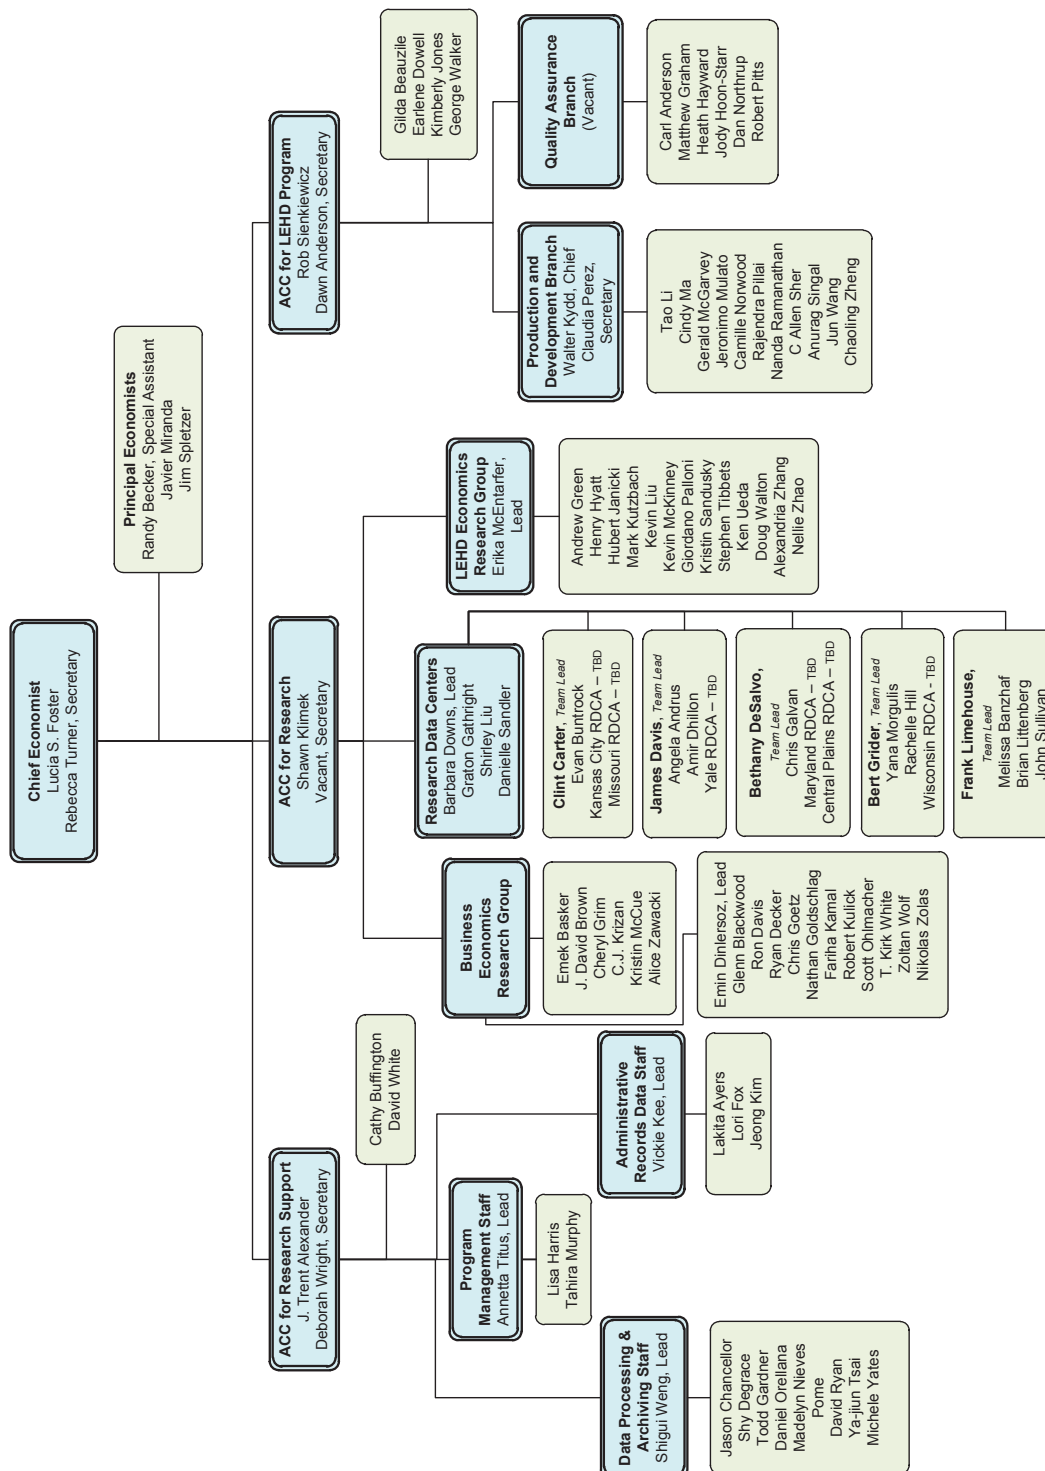 Chief Economist
Lucia S. Foster
Rebecca Turner, Secretary
Principal Economists
Randy Becker, Special Assistant
Javier Miranda
Jim Spletzer
ACC for Research Support
J. Trent Alexander
Deborah Wright, Secretary
Cathy Buffington
David White
Data Processing &
Archiving Staff
Shigui Weng, Lead
Jason Chancellor
Shy Degrace
Todd Gardner
Daniel Orellana
Madelyn Nieves
Pome
David Ryan
Ya-jiun Tsai
Michele Yates
Program
Management Staff
Annetta Titus, Lead
Lisa Harris
Tahira Murphy
Administrative
Records Data Staff
Vickie Kee, Lead
Lakita Ayers
Lori Fox
Jeong Kim
ACC for Research
Shawn Klimek
Vacant, Secretary
Business
Economics
Research Group
Emek Basker
J. David Brown
Cheryl Grim
C.J. Krizan
Kristin McCue
Alice Zawacki
Emin Dinlersoz, Lead
Glenn Blackwood
Ron Davis
Ryan Decker
Chris Goetz
Nathan Goldschlag
Fariha Kamal
Robert Kulick
Scott Ohlmacher
T. Kirk White
Zoltan Wolf
Nikolas Zolas
Research Data Centers
Barbara Downs, Lead
Graton Gathright
Shirley Liu
Danielle Sandler
Clint Carter, Team Lead
Evan Buntrock
Kansas City RDCA – TBD
Missouri RDCA – TBD
James Davis, Team Lead
Angela Andrus
Amir Dhillon
Yale RDCA – TBD
Bethany DeSalvo,
Team Lead
Chris Galvan
Maryland RDCA – TBD
Central Plains RDCA – TBD
Bert Grider, Team Lead
Yana Morgulis
Rachelle Hill
Wisconsin RDCA - TBD
Frank Limehouse,
Team Lead
Melissa Banzhaf
Brian Littenberg
John Sullivan
LEHD Economics
Research Group
Erika McEntarfer,
Lead
Andrew Green
Henry Hyatt
Hubert Janicki
Mark Kutzbach
Kevin Liu
Kevin McKinney
Giordano Palloni
Kristin Sandusky
Stephen Tibbets
Ken Ueda
Doug Walton
Alexandria Zhang
Nellie Zhao
ACC for LEHD Program
Rob Sienkiewicz
Dawn Anderson, Secretary
Gilda Beauzile
Earlene Dowell
Kimberly Jones
George Walker
Production and
Development Branch
Walter Kydd, Chief
Claudia Perez,
Secretary
Tao Li
Cindy Ma
Gerald McGarvey
Jeronimo Mulato
Camille Norwood
Rajendra Pillai
Nanda Ramanathan
C Allen Sher
Anurag Singal
Jun Wang
Chaoling Zheng
Quality Assurance
Branch
(Vacant)
Carl Anderson
Matthew Graham
Heath Hayward
Jody Hoon-Starr
Dan Northrup
Robert Pitts